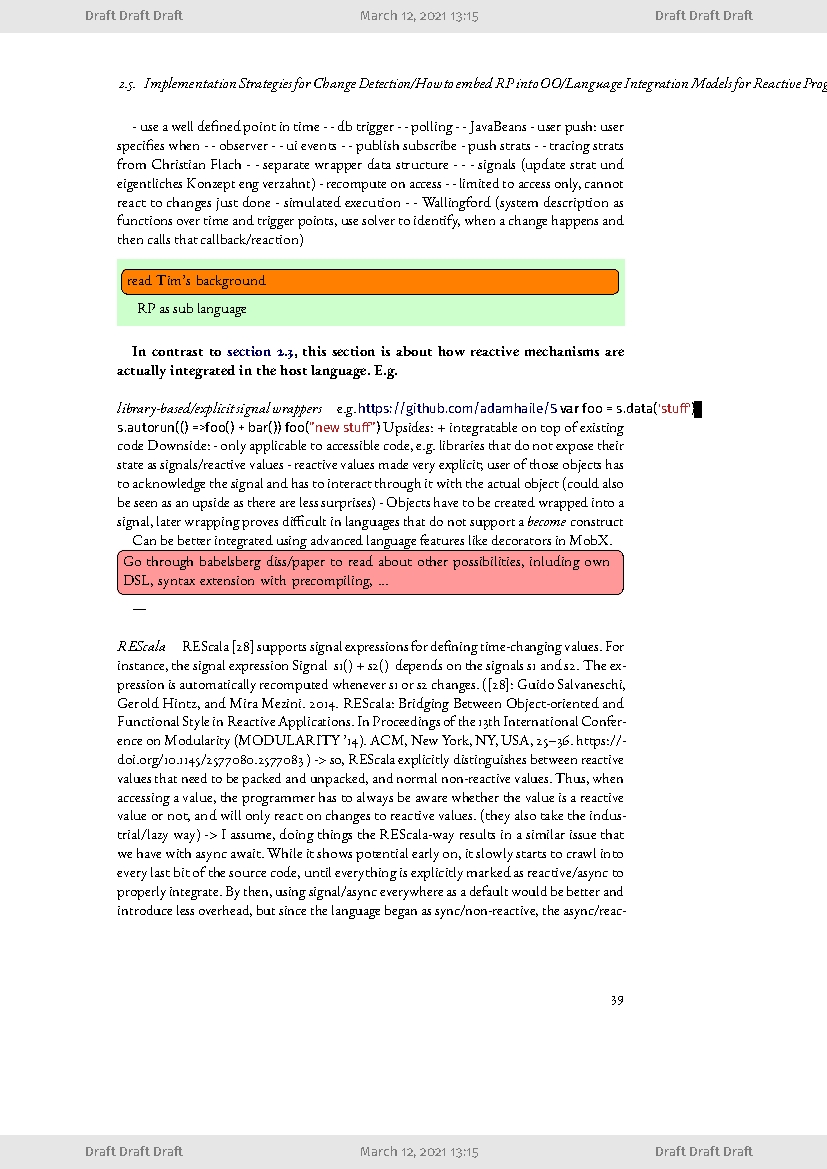 Draft Draft Draft March 12, 2021 13:15 Draft Draft Draft
2.5. Implementation Strategies for Change Detection/How to embed RP into OO/Language Integration Models for Reactive Prog
- use a well defined point in time - - db trigger - - polling - - JavaBeans - user push: user
specifies when - - observer - - ui events - - publish subscribe - push strats - - tracing strats
from Christian Flach - - separate wrapper data structure - - - signals (update strat und
eigentliches Konzept eng verzahnt) - recompute on access - - limited to access only, cannot
react to changes just done - simulated execution - - Wallingford (system description as
functions over time and trigger points, use solver to identify, when a change happens and
then calls that callback/reaction)
read Tim's background
RP as sub language
In contrast to section 2.3, this section is about how reactive mechanisms are
actually integrated in the host language. E.g.
library-based/explicit signal wrappers e.g. https://github.com/adamhaile/S var foo = s.data('stuff')
s.autorun(() =>foo() + bar()) foo("new stuff") Upsides: + integratable on top of existing
code Downside: - only applicable to accessible code, e.g. libraries that do not expose their
state as signals/reactive values - reactive values made very explicit; user of those objects has
to acknowledge the signal and has to interact through it with the actual object (could also
be seen as an upside as there are less surprises) - Objects have to be created wrapped into a
signal, later wrapping proves difficult in languages that do not support a become construct
Can be better integrated using advanced language features like decorators in MobX.
Go through babelsberg diss/paper to read about other possibilities, inluding own
DSL, syntax extension with precompiling, ...
—
REScala REScala [28] supports signal expressions for defining time-changing values. For
instance, the signal expression Signal s1() + s2() depends on the signals s1 and s2. The ex-
pression is automatically recomputed whenever s1 or s2 changes. ([28]: Guido Salvaneschi,
Gerold Hintz, and Mira Mezini. 2014. REScala: Bridging Between Object-oriented and
Functional Style in Reactive Applications. In Proceedings of the 13th International Confer-
ence on Modularity (MODULARITY '14). ACM, New York, NY, USA, 25–36. https://-
doi.org/10.1145/2577080.2577083 ) -> so, REScala explicitly distinguishes between reactive
values that need to be packed and unpacked, and normal non-reactive values. Thus, when
accessing a value, the programmer has to always be aware whether the value is a reactive
value or not, and will only react on changes to reactive values. (they also take the indus-
trial/lazy way) -> I assume, doing things the REScala-way results in a similar issue that
we have with async await. While it shows potential early on, it slowly starts to crawl into
every last bit of the source code, until everything is explicitly marked as reactive/async to
properly integrate. By then, using signal/async everywhere as a default would be better and
introduce less overhead, but since the language began as sync/non-reactive, the async/reac-
39
Draft Draft Draft March 12, 2021 13:15 Draft Draft Draft